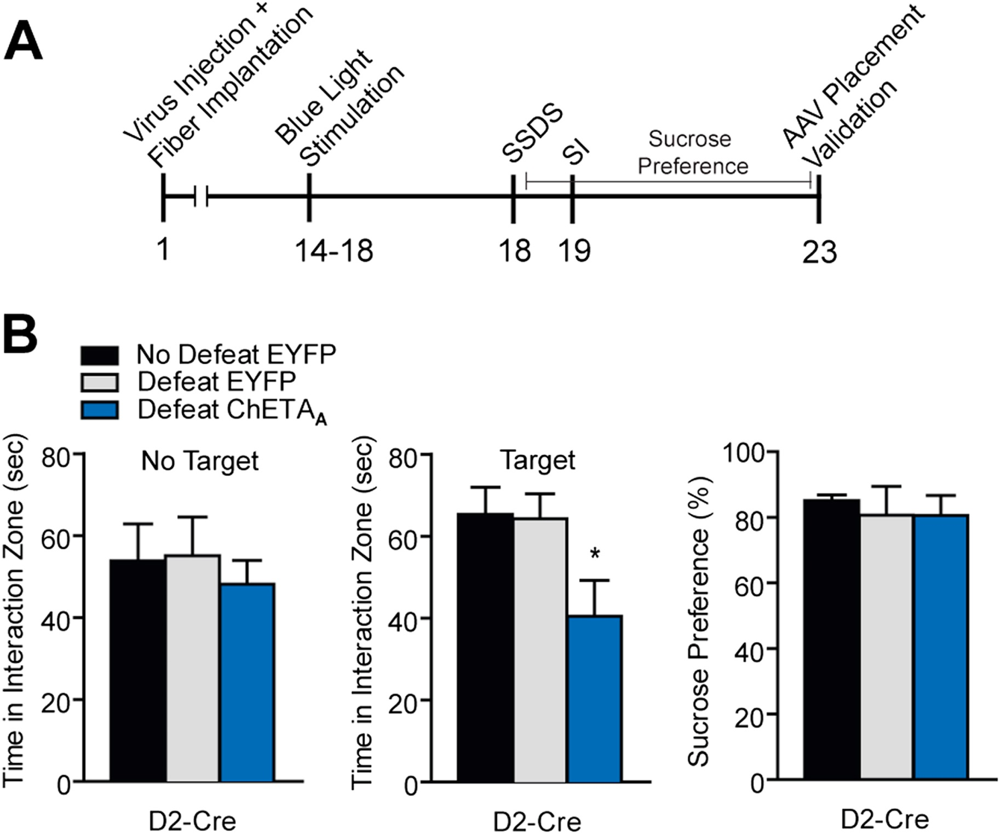 A
Virus Injection +
Fiber Implantation
Blue Light
Stimulation
SSDS
SI
Sucrose
Preference
AAV Placement
Validation
1
14-18
18
19
23
B
No Defeat EYFP
Defeat EYFP
Defeat ChETAA
No Target
Time in Interaction Zone (sec)
80
60
40
20
0
D2-Cre
Target
Time in Interaction Zone (sec)
80
60
40
20
0
*
D2-Cre
Sucrose Preference (%)
100
80
60
40
20
0
D2-Cre